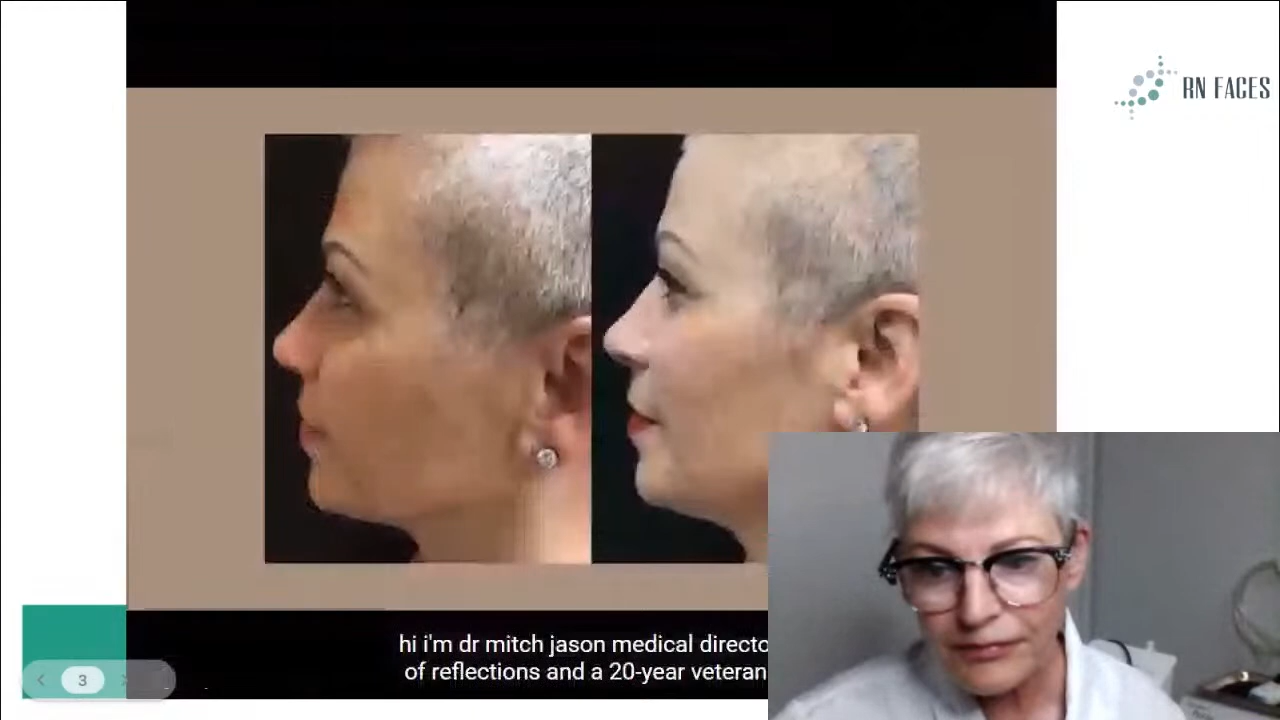 RN FACES
hi i'm dr mitch jason medical directo
of reflections and a 20-year veteran
3